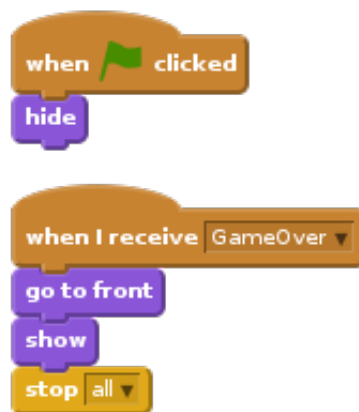 when clicked
hide
when I receive GameOver
go to front
show
stop all